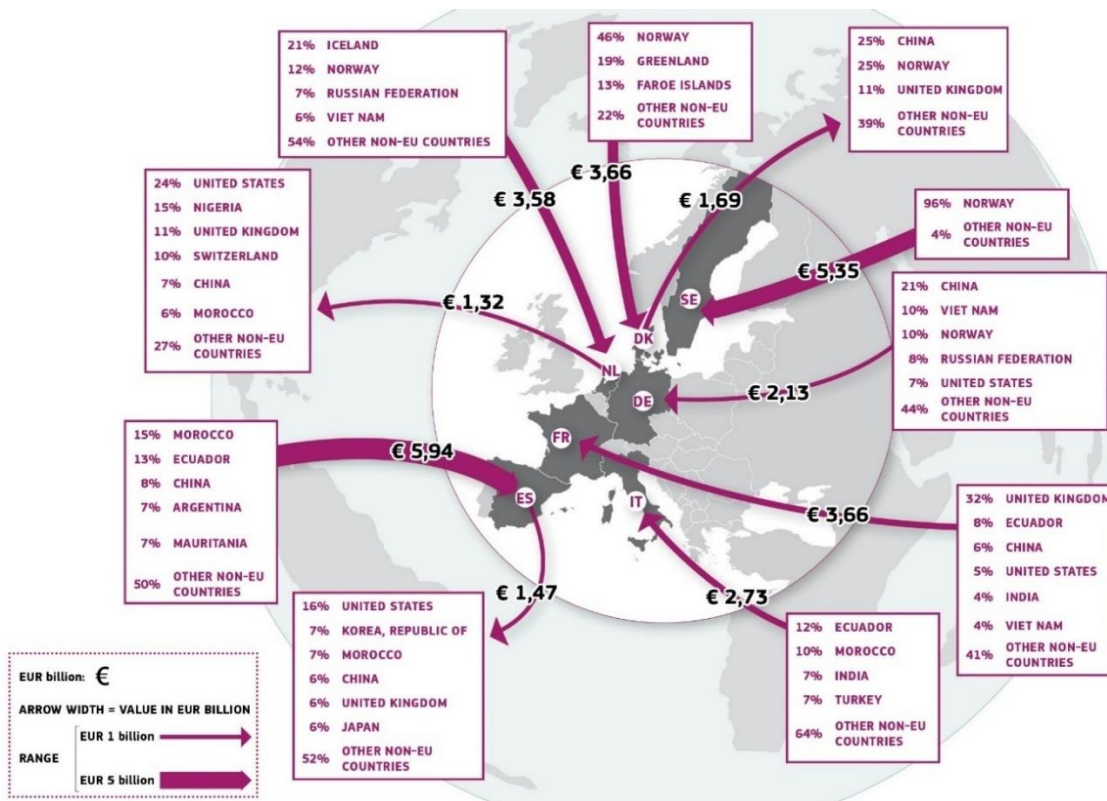 21% ICELAND
12% NORWAY
7% RUSSIAN FEDERATION
6% VIET NAM
54% OTHER NON-EU COUNTRIES
46% NORWAY
19% GREENLAND
13% FAROE ISLANDS
22% OTHER NON-EU
COUNTRIES
25% CHINA
25% NORWAY
11% UNITED KINGDOM
39% OTHER NON-EU
COUNTRIES
24% UNITED STATES
15% NIGERIA
11% UNITED KINGDOM
10% SWITZERLAND
7% CHINA
6% MOROCCO
27% OTHER NON-EU
COUNTRIES
€ 3,58
€ 3,66
€ 1,69
96% NORWAY
4% OTHER NON-EU
COUNTRIES
€ 5,35
€ 1,32
SE
DK
NL
DE
€ 2,13
21% CHINA
10% VIET NAM
10% NORWAY
8% RUSSIAN FEDERATION
7% UNITED STATES
44% OTHER NON-EU
COUNTRIES
15% MOROCCO
13% ECUADOR
8% CHINA
7% ARGENTINA
7% MAURITANIA
50% OTHER NON-EU
COUNTRIES
€ 5,94
FR
ES
IT
€ 3,66
32% UNITED KINGDOM
8% ECUADOR
6% CHINA
5% UNITED STATES
4% INDIA
4% VIET NAM
41% OTHER NON-EU
COUNTRIES
€ 1,47
€ 2,73
16% UNITED STATES
7% KOREA, REPUBLIC OF
7% MOROCCO
6% CHINA
6% UNITED KINGDOM
6% JAPAN
52% OTHER NON-EU
COUNTRIES
12% ECUADOR
10% MOROCCO
7% INDIA
7% TURKEY
64% OTHER NON-EU
COUNTRIES
EUR billion: €
ARROW WIDTH = VALUE IN EUR BILLION
RANGE
EUR 1 billion
EUR 5 billion